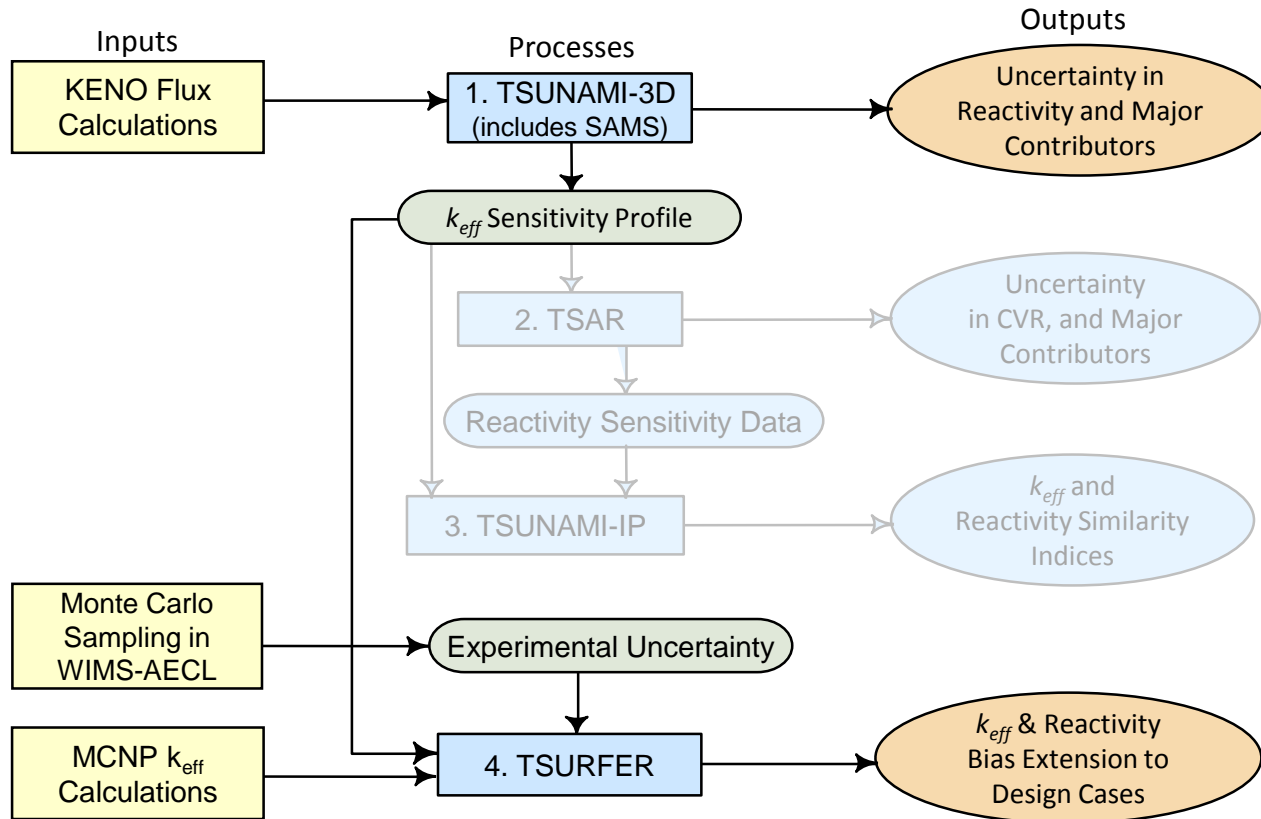 Inputs
Processes
Outputs
KENO Flux
Calculations
1. TSUNAMI-3D
(includes SAMS)
Uncertainty in
Reactivity and Major
Contributors
keff Sensitivity Profile
2. TSAR
Uncertainty
in CVR, and Major
Contributors
Reactivity Sensitivity Data
3. TSUNAMI-IP
keff and
Reactivity Similarity
Indices
Monte Carlo
Sampling in
WIMS-AECL
Experimental Uncertainty
MCNP keff
Calculations
4. TSURFER
keff & Reactivity
Bias Extension to
Design Cases